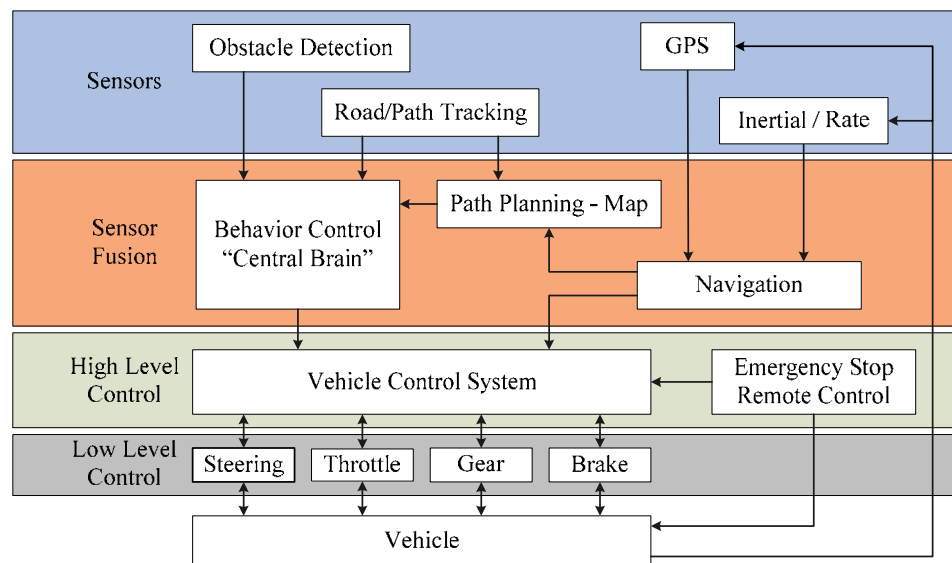 Sensors
Obstacle Detection
GPS
Road/Path Tracking
Inertial / Rate
Sensor
Fusion
Behavior Control
“Central Brain”
Path Planning - Map
Navigation
High Level
Control
Vehicle Control System
Emergency Stop
Remote Control
Low Level
Control
Steering
Throttle
Gear
Brake
Vehicle